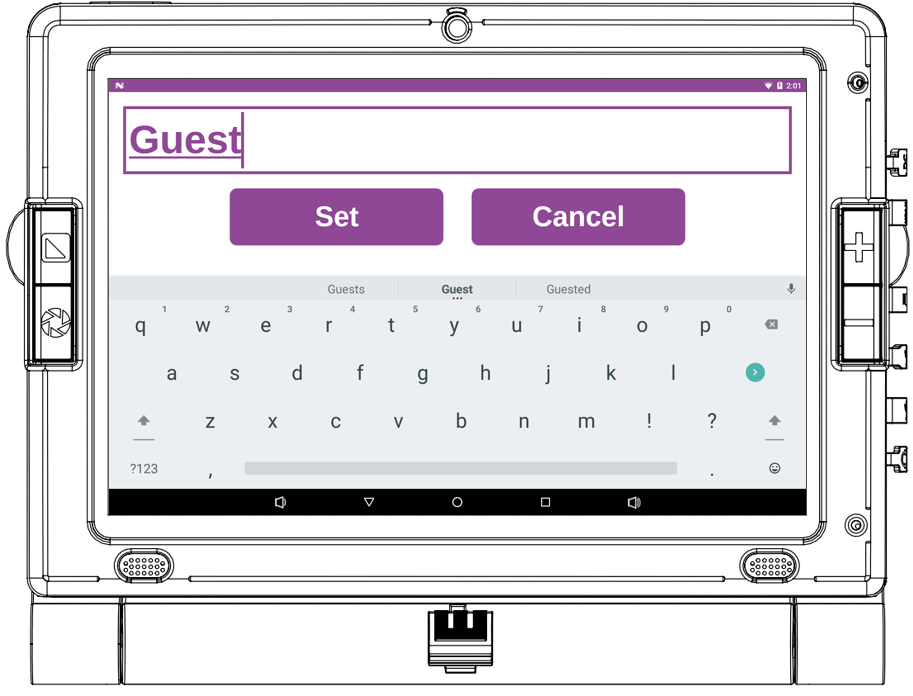 2:01
Guest
Set Cancel
Guests Guest Guested
1 2 3 4 5 6 7 8 9 0
q w e r t y u i o p
a s d f g h j k l
z x c v b n m ! ?
?123 , .